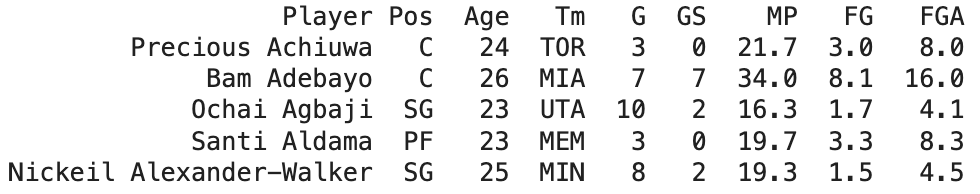 Player Pos Age Tm G GS MP FG FGA
Precious Achiuwa C 24 TOR 3 0 21.7 3.0 8.0
Bam Adebayo C 26 MIA 7 7 34.0 8.1 16.0
Ochai Agbaji SG 23 UTA 10 2 16.3 1.7 4.1
Santi Aldama PF 23 MEM 3 0 19.7 3.3 8.3
Nickeil Alexander-Walker SG 25 MIN 8 2 19.3 1.5 4.5